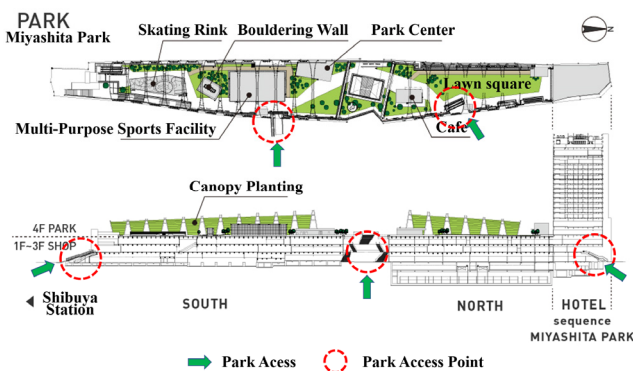 PARK
Miyashita Park
Skating Rink
Bouldering Wall
Park Center
Lawn square
Multi-Purpose Sports Facility
Cafe
Canopy Planting
4F PARK
1F-3F SHOP
Shibuya
Station
SOUTH
NORTH
HOTEL
sequence
MIYASHITA PARK
Park Acess
Park Access Point